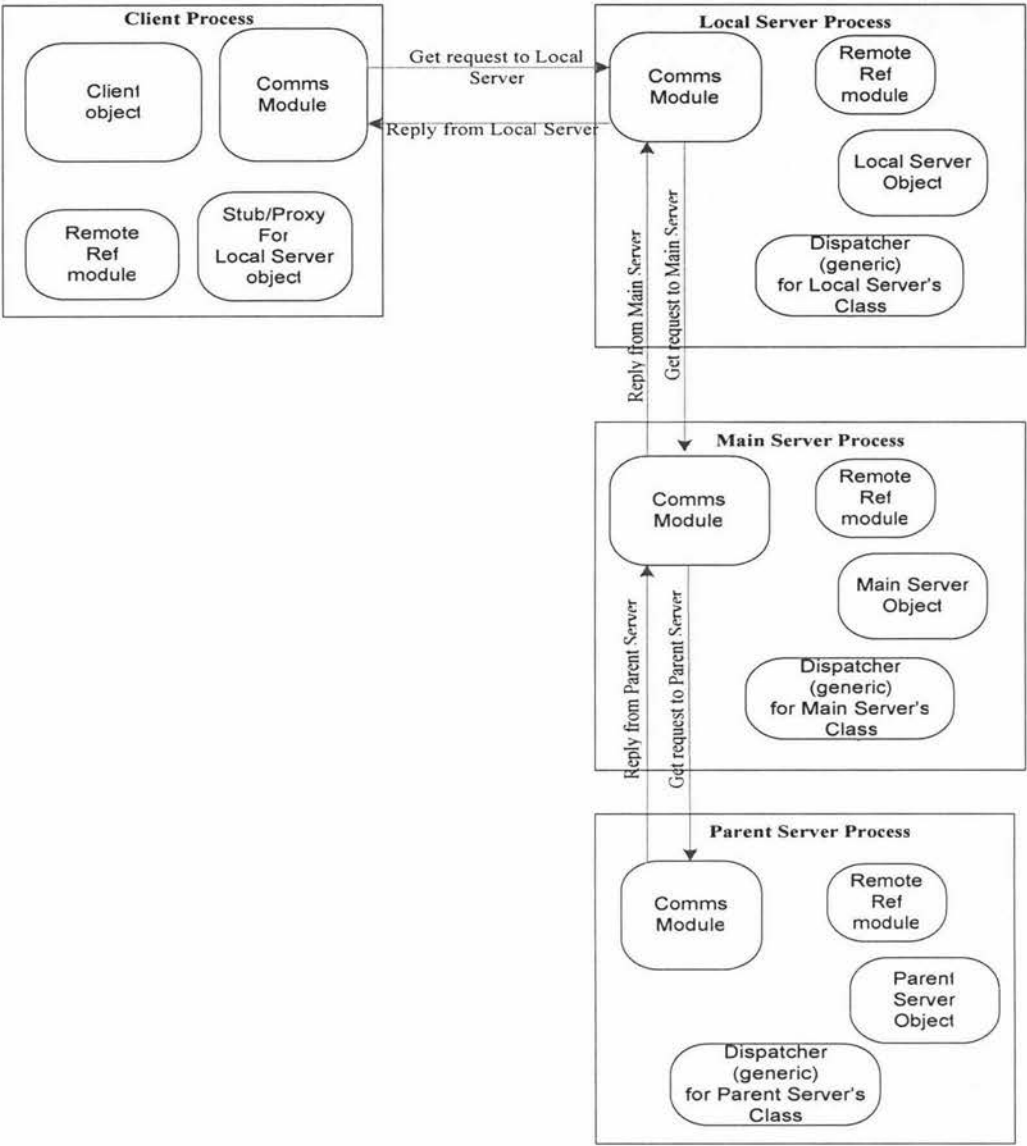 Client Process
Client
object
Comms
Module
Remote
Ref
module
Stub/Proxy
For
Local Server
object
Get request to Local
Server
Reply from Local Server
Local Server Process
Comms
Module
Remote
Ref
module
Local Server
Object
Dispatcher
(generic)
for Local Server's
Class
Reply from Main Server
Get request to Main Server
Main Server Process
Comms
Module
Remote
Ref
module
Main Server
Object
Dispatcher
(generic)
for Main Server's
Class
Reply from Parent Server
Get request to Parent Server
Parent Server Process
Comms
Module
Remote
Ref
module
Parent
Server
Object
Dispatcher
(generic)
for Parent Server's
Class